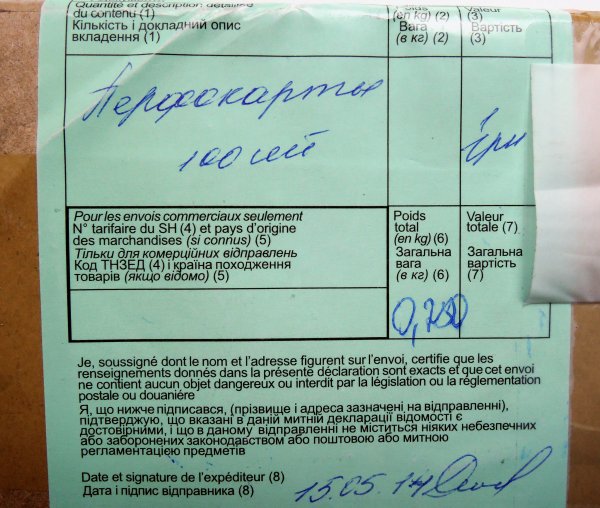 Quantité et description détaillée
du contenu (1)
Кількість і докладний опис
вкладення (1)
Poids
(en kg) (2)
Вага
(в кг) (2)
Valeur
(3)
Вартість
(3)
Перфокарты
100 шт
Pour les envois commerciaux seulement
N° tarifaire du SH (4) et pays d'origine
des marchandises (si connus) (5)
Тільки для комерційних відправлень
Код ТНЗЕД (4) і країна походження
товарів (якщо відомо) (5)
Poids
total
(en kg) (6)
Загальна
вага
(в кг) (6)
Valeur
totale (7)
Загальна
вартість
(7)
0,780
Je, soussigné dont le nom et l'adresse figurent sur l'envoi, certifie que les
renseignements donnés dans la présente déclaration sont exacts et que cet envoi
ne contient aucun objet dangereux ou interdit par la législation ou la réglementation
postale ou douanière
Я, що нижче підписався, (прізвище і адреса зазначені на відправленні),
підтверджую, що вказані в даній митній декларації відомості є
достовірними, і що в даному відправленні не міститься ніяких небезпечних
або заборонених законодавством або поштовою або митною
регламентацією предметів
Date et signature de l'expéditeur (8)
Дата і підпис відправника (8)
15.05.14